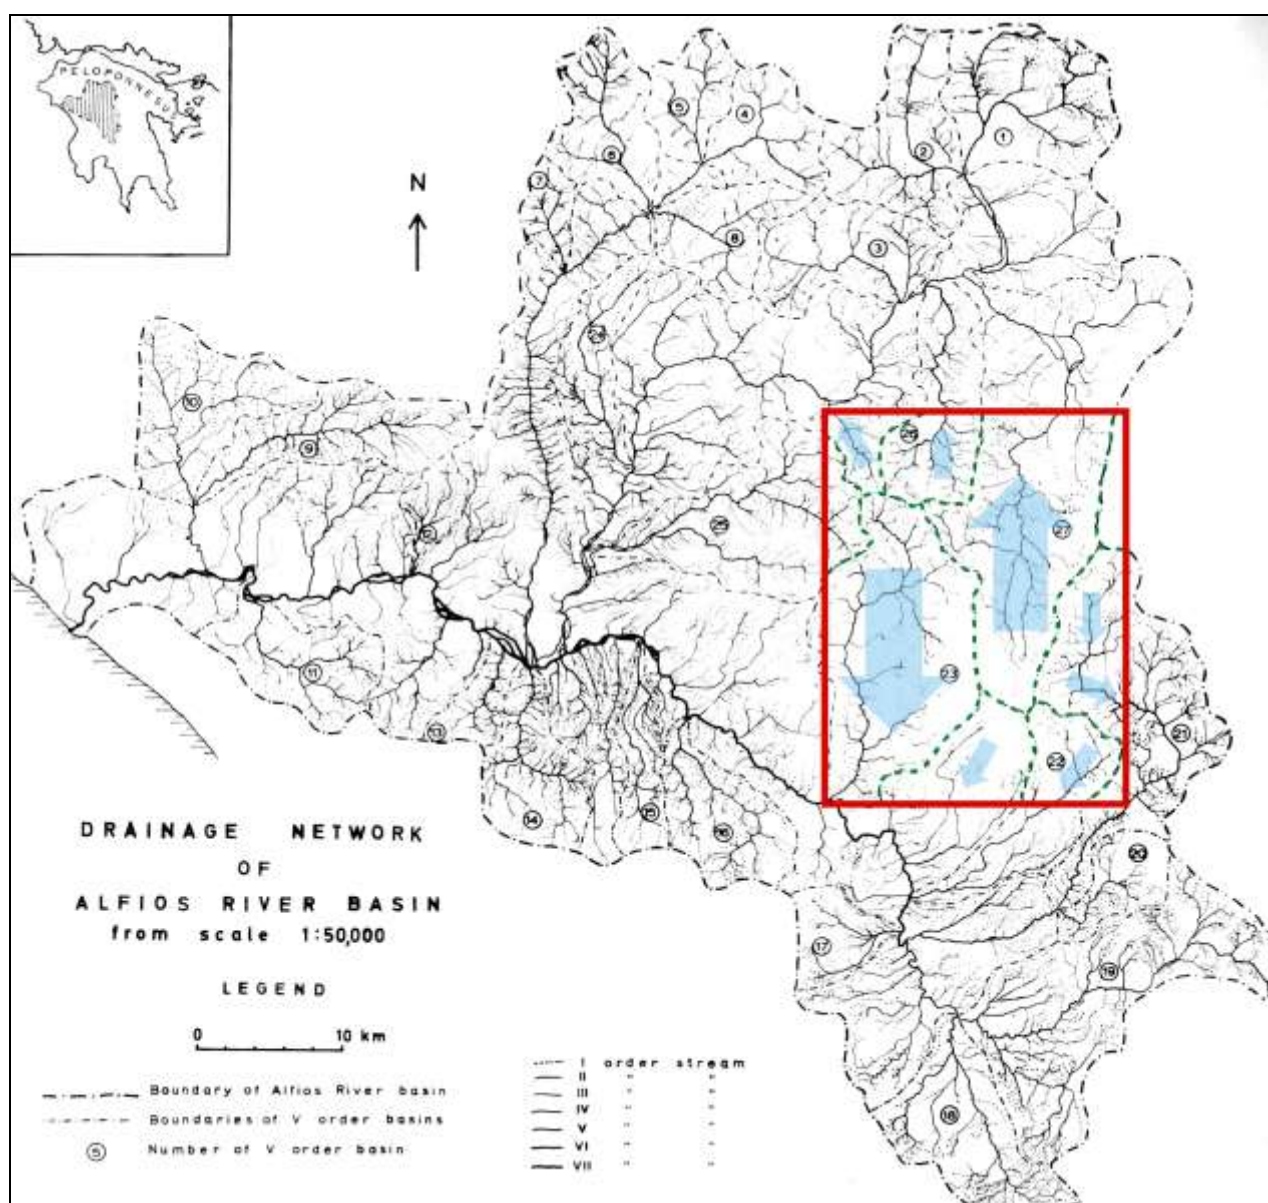 PELOPONNESU
N
5
4
1
6
2
7
8
3
24
10
26
9
25
27
12
11
23
13
21
22
14
15
16
20
17
19
18
DRAINAGE NETWORK
OF
ALFIOS RIVER BASIN
from scale 1:50,000
LEGEND
0 10 km
Boundary of Alfios River basin
Boundaries of V order basins
5 Number of V order basin
I order stream
II " "
III " "
IV " "
V " "
VI " "
VII " "